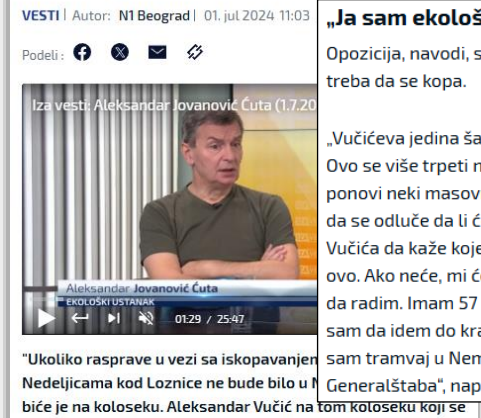 VESTI | Autor: N1 Beograd | 01. jul 2024 11:03
Podeli :
Iza vesti: Aleksandar Jovanović Ćuta (1.7.20
Aleksandar Jovanović Ćuta
EKOLOŠKI USTANAK
01:29 / 25:47
"Ukoliko rasprave u vezi sa iskopavanjem
Nedeljicama kod Loznice ne bude bilo u
biće je na koloseku. Aleksandar Vučić na tom koloseku koji se
„Ja sam ekološ
Opozicija, navodi, s
treba da se kopa.
„Vučićeva jedina ša
Ovo se više trpeti n
ponovi neki masov
da se odluče da li ć
Vučića da kaže koje
ovo. Ako neće, mi ć
da radim. Imam 57
sam da idem do kra
sam tramvaj u Nem
Generalštaba“, nap